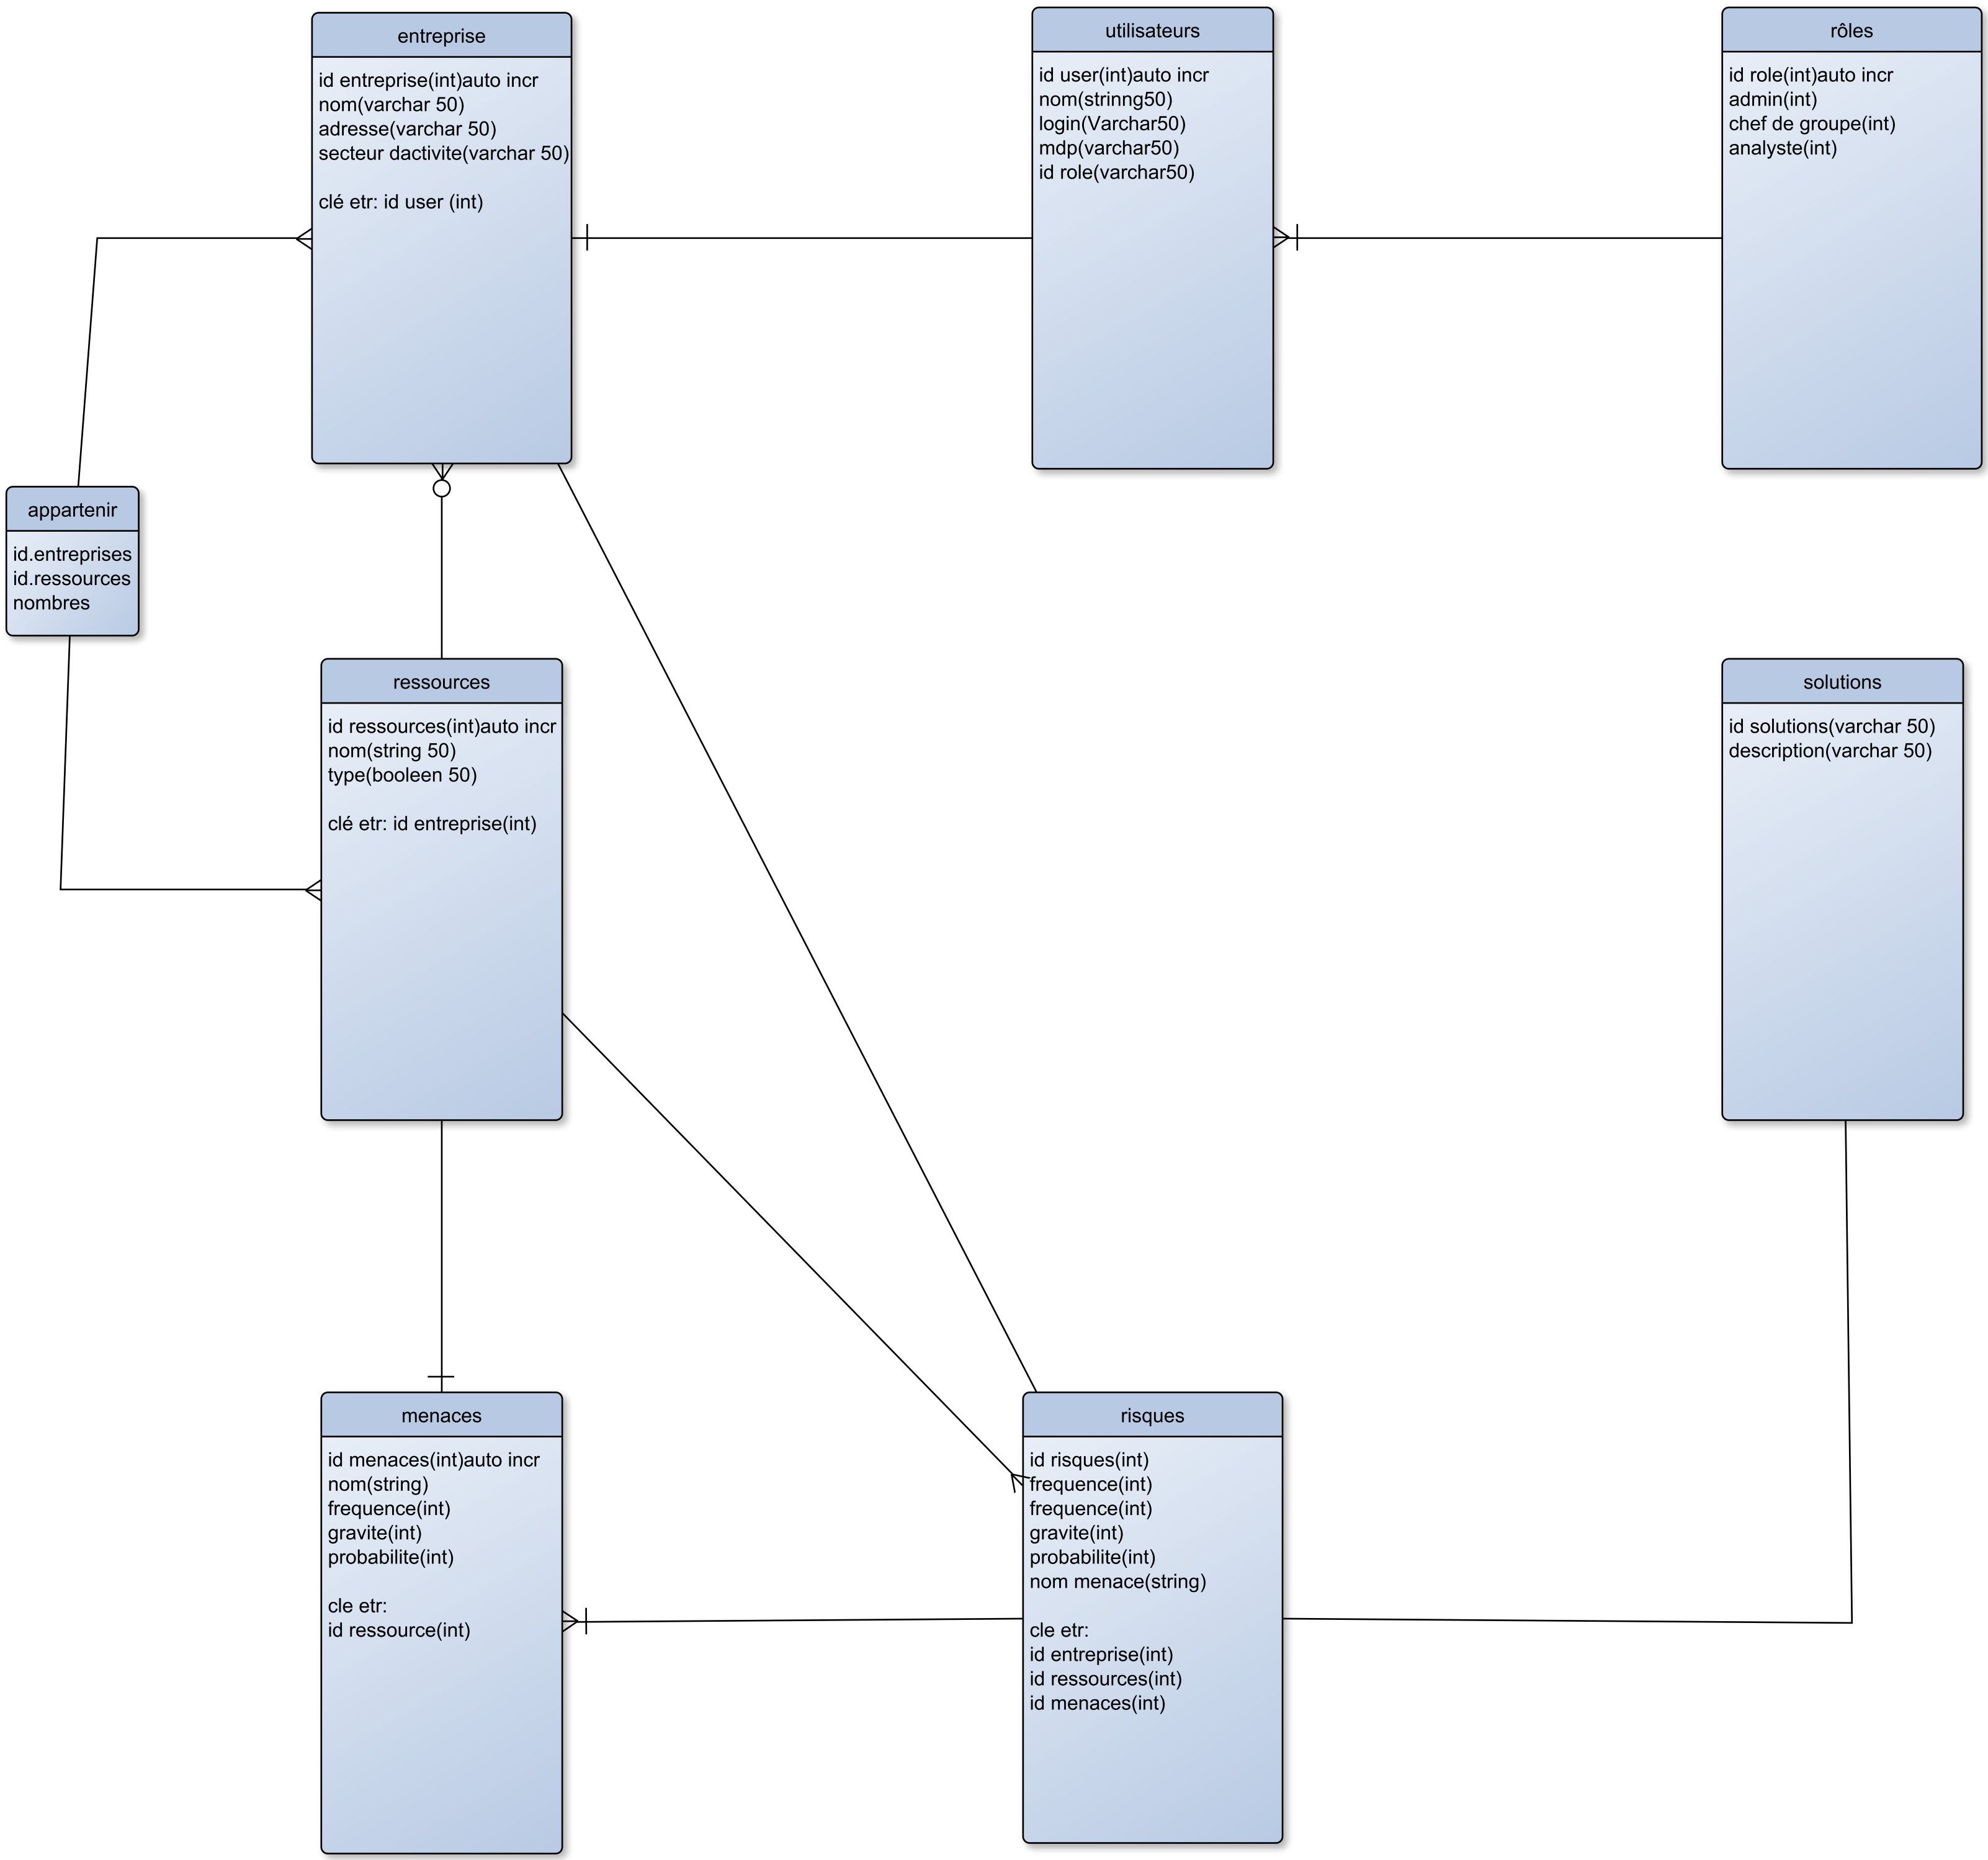 entreprise
id entreprise(int)auto incr
nom(varchar 50)
adresse(varchar 50)
secteur dactivite(varchar 50)
clé etr: id user (int)
utilisateurs
id user(int)auto incr
nom(strinng50)
login(Varchar50)
mdp(varchar50)
id role(varchar50)
rôles
id role(int)auto incr
admin(int)
chef de groupe(int)
analyste(int)
appartenir
id.entreprises
id.ressources
nombres
ressources
id ressources(int)auto incr
nom(string 50)
type(booleen 50)
clé etr: id entreprise(int)
solutions
id solutions(varchar 50)
description(varchar 50)
menaces
id menaces(int)auto incr
nom(string)
frequence(int)
gravite(int)
probabilite(int)
cle etr:
id ressource(int)
risques
id risques(int)
frequence(int)
frequence(int)
gravite(int)
probabilite(int)
nom menace(string)
cle etr:
id entreprise(int)
id ressources(int)
id menaces(int)